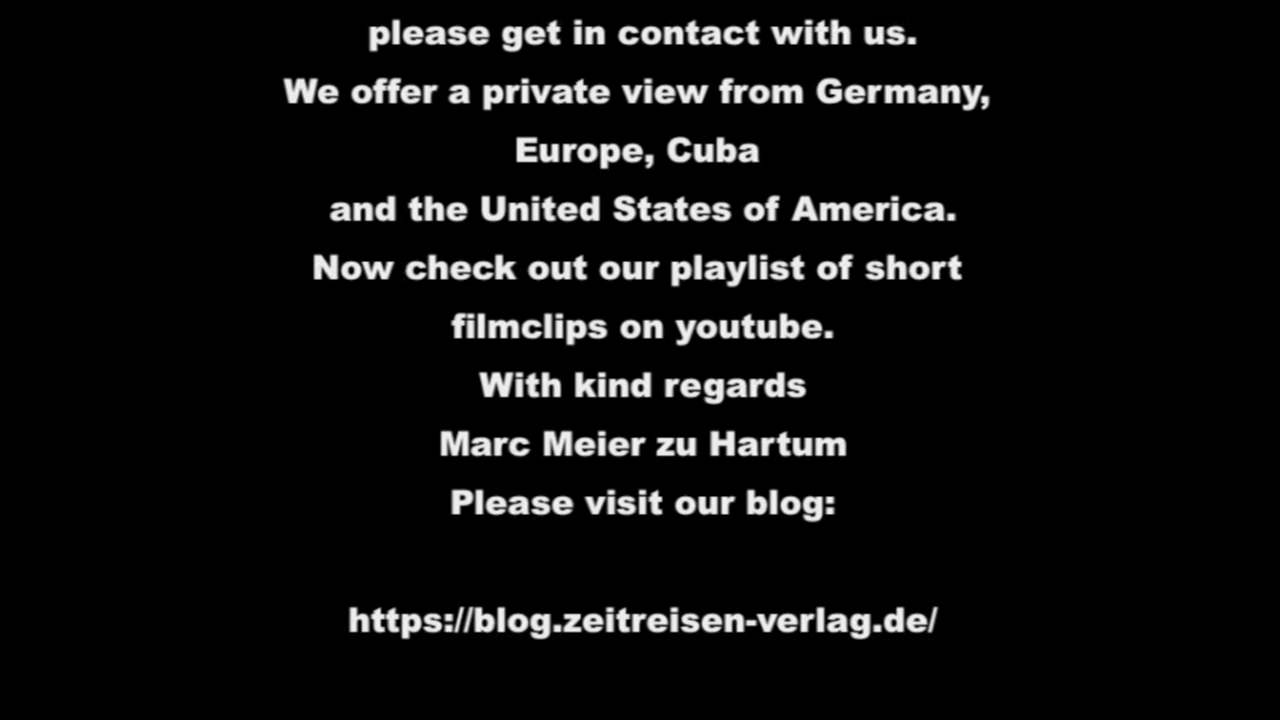 please get in contact with us.
We offer a private view from Germany,
Europe, Cuba
and the United States of America.
Now check out our playlist of short
filmclips on youtube.
With kind regards
Marc Meier zu Hartum
Please visit our blog:
https://blog.zeitreisen-verlag.de/